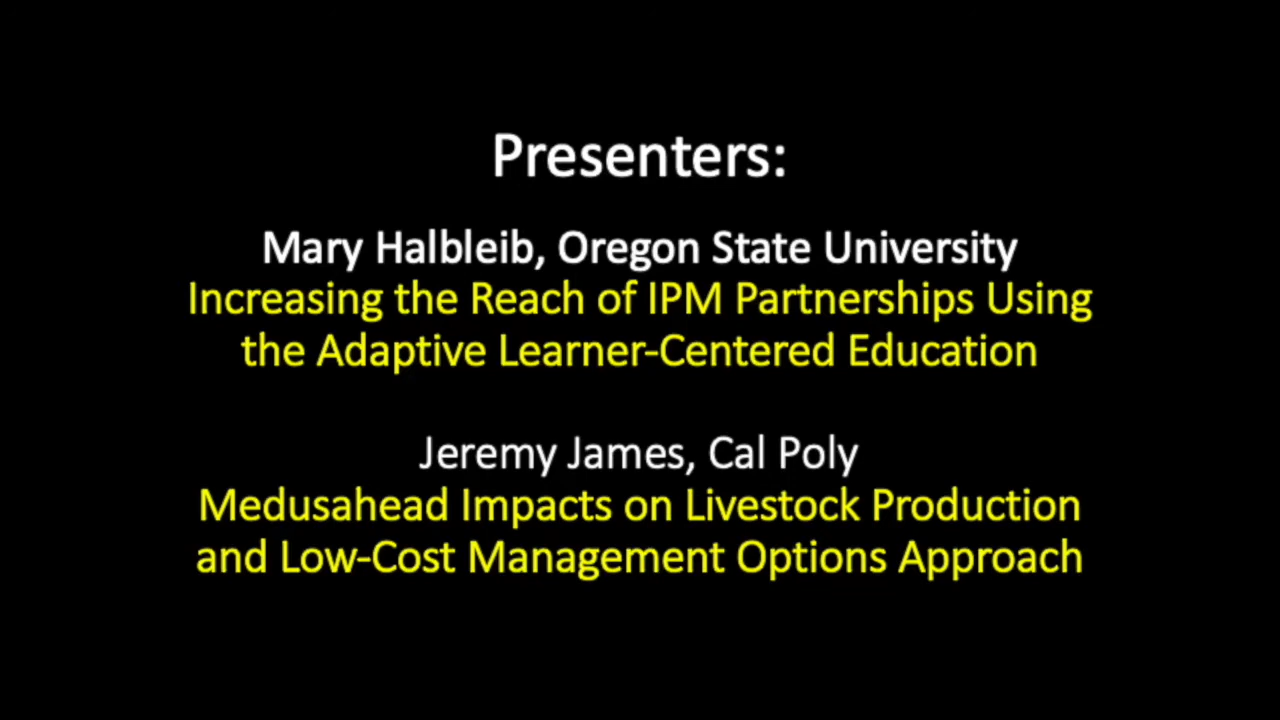 Presenters:
Mary Halbleib, Oregon State University
Increasing the Reach of IPM Partnerships Using
the Adaptive Learner-Centered Education
Jeremy James, Cal Poly
Medusahead Impacts on Livestock Production
and Low-Cost Management Options Approach